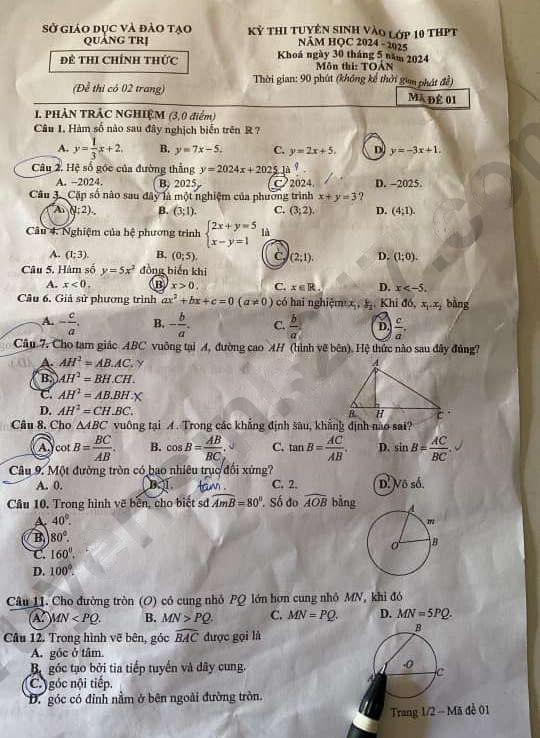 SỞ GIÁO DỤC VÀ ĐÀO TẠO
QUẢNG TRỊ
ĐỀ THI CHÍNH THỨC
(Đề thi có 02 trang)
KỲ THI TUYỂN SINH VÀO LỚP 10 THPT
NĂM HỌC 2024 - 2025
Khoá ngày 30 tháng 5 năm 2024
Môn thi: TOÁN
Thời gian: 90 phút (không kể thời gian phát đề)
MÃ ĐỀ 01
I. PHẦN TRẮC NGHIỆM (3,0 điểm)
Câu 1. Hàm số nào sau đây nghịch biến trên ℝ ?
A. y = 1/3 x + 2. B. y = 7x − 5. C. y = 2x + 5. D. y = −3x + 1.
Câu 2. Hệ số góc của đường thẳng y = 2024x + 2025 là ?
A. −2024. B. 2025. C. 2024. D. −2025.
Câu 3. Cặp số nào sau đây là một nghiệm của phương trình x + y = 3 ?
A. (1;2). B. (3;1). C. (3;2). D. (4;1).
Câu 4. Nghiệm của hệ phương trình { 2x + y = 5
x − y = 1 là
A. (1;3). B. (0;5). C. (2;1). D. (1;0).
Câu 5. Hàm số y = 5x² đồng biến khi
A. x < 0. B. x > 0. C. x ∈ ℝ. D. x < −5.
Câu 6. Giả sử phương trình ax² + bx + c = 0 (a ≠ 0) có hai nghiệm x₁, x₂. Khi đó, x₁.x₂ bằng
A. −c/a. B. −b/a. C. b/a. D. c/a.
Câu 7. Cho tam giác ABC vuông tại A, đường cao AH (hình vẽ bên). Hệ thức nào sau đây đúng?
A. AH² = AB.AC.
B. AH² = BH.CH.
C. AH² = AB.BH.
D. AH² = CH.BC.
A
B H C
Câu 8. Cho ΔABC vuông tại A. Trong các khẳng định sau, khẳng định nào sai?
A. cot B = BC/AB. B. cos B = AB/BC. C. tan B = AC/AB. D. sin B = AC/BC.
Câu 9. Một đường tròn có bao nhiêu trục đối xứng?
A. 0. B. 1. tâm. C. 2. D. Vô số.
Câu 10. Trong hình vẽ bên, cho biết sđ AmB = 80⁰. Số đo AOB bằng
A. 40⁰.
B. 80⁰.
C. 160⁰.
D. 100⁰.
A
m
O B
Câu 11. Cho đường tròn (O) có cung nhỏ PQ lớn hơn cung nhỏ MN, khi đó
A. MN < PQ. B. MN > PQ. C. MN = PQ. D. MN = 5PQ.
Câu 12. Trong hình vẽ bên, góc BAC được gọi là
A. góc ở tâm.
B. góc tạo bởi tia tiếp tuyến và dây cung.
C. góc nội tiếp.
D. góc có đỉnh nằm ở bên ngoài đường tròn.
B
O
A C
Trang 1/2 – Mã đề 01